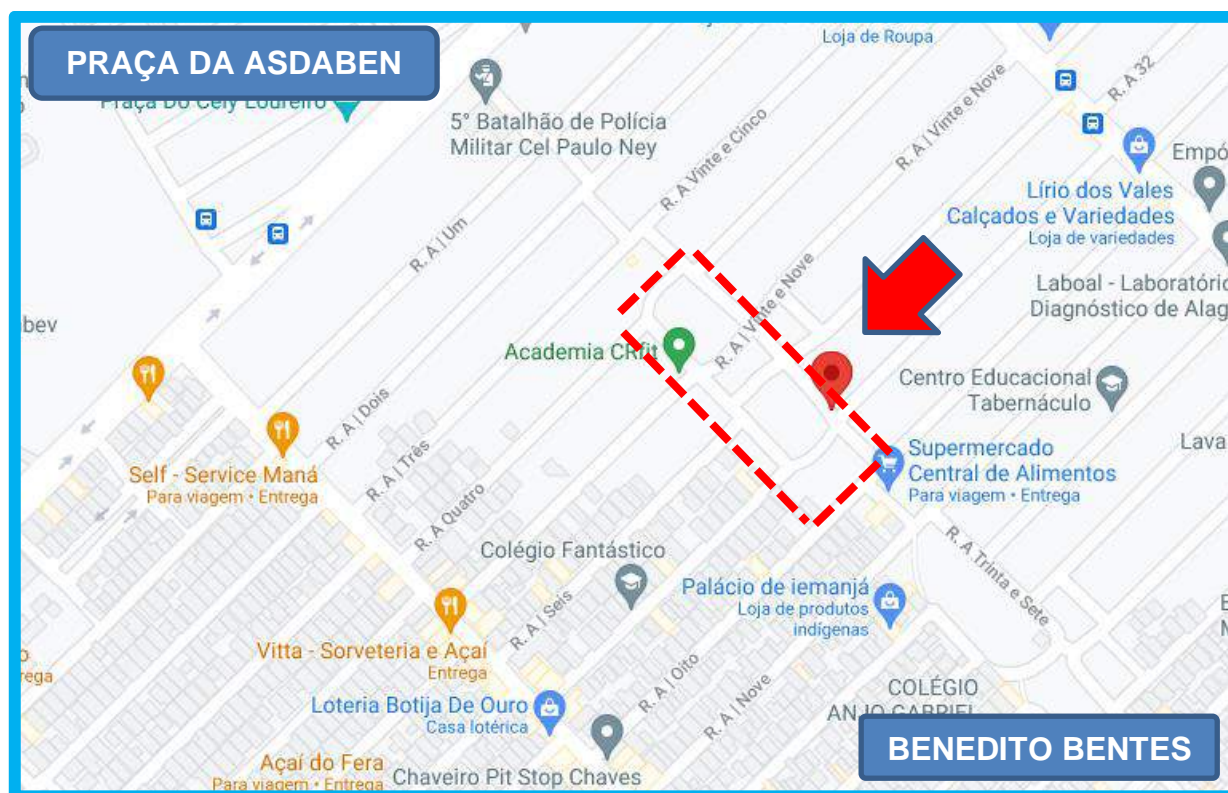 PRAÇA DA ASDABEN
Loja de Roupa
Praça Do Cely Loureiro
5° Batalhão de Polícia
Militar Cel Paulo Ney
R. A Vinte e Cinco
R. A | Vinte e Nove
R. A 32
Empó
Lírio dos Vales
Calçados e Variedades
Loja de variedades
R. A | Um
Laboal - Laboratório
Diagnóstico de Alag
bev
Academia CRfit
R. A | Vinte e Nove
Centro Educacional
Tabernáculo
R. A | Dois
Supermercado
Central de Alimentos
Para viagem • Entrega
Lava
Self - Service Maná
Para viagem • Entrega
R. A | Três
R. A Quatro
Colégio Fantástico
R. A Trinta e Sete
Palácio de iemanjá
Loja de produtos
indígenas
R. A | Seis
Vitta - Sorveteria e Açaí
Entrega
rega
R. A | Oito
R. A | Nove
COLÉGIO
ANJO GABRIEL
Loteria Botija De Ouro
Casa lotérica
BENEDITO BENTES
Açaí do Fera
Para viagem • Entrega
Chaveiro Pit Stop Chaves